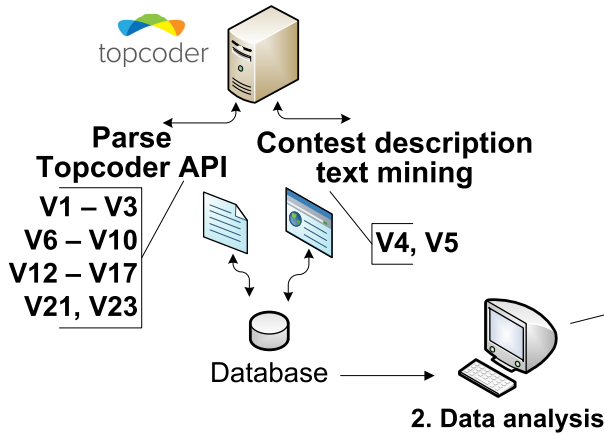 topcoder
Parse
Topcoder API
Contest description
text mining
V1 – V3
V6 – V10
V12 – V17
V21, V23
V4, V5
Database
2. Data analysis